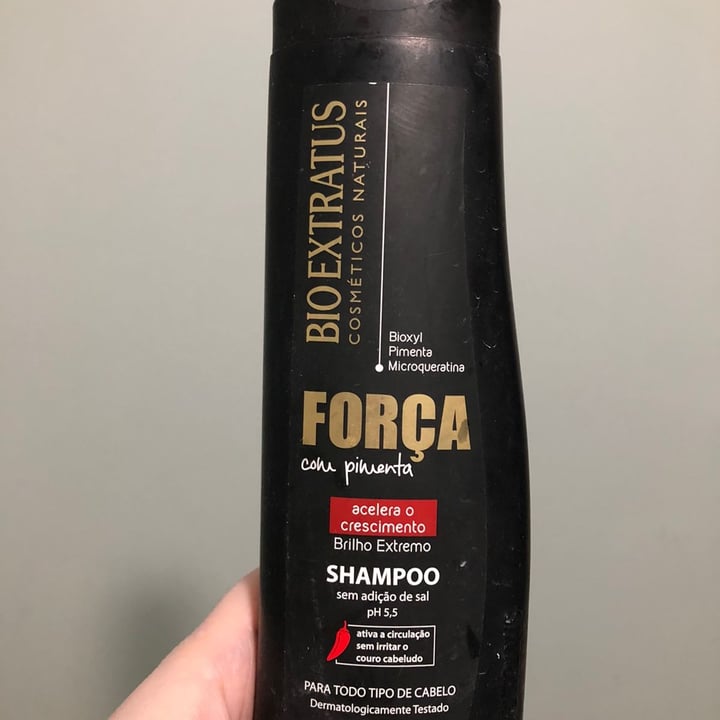 BIO EXTRATUS
COSMÉTICOS NATURAIS
Bioxyl
Pimenta
Microqueratina
FORÇA
com pimenta
acelera o
crescimento
Brilho Extremo
SHAMPOO
sem adição de sal
pH 5,5
ativa a circulação
sem irritar o
couro cabeludo
PARA TODO TIPO DE CABELO
Dermatologicamente Testado